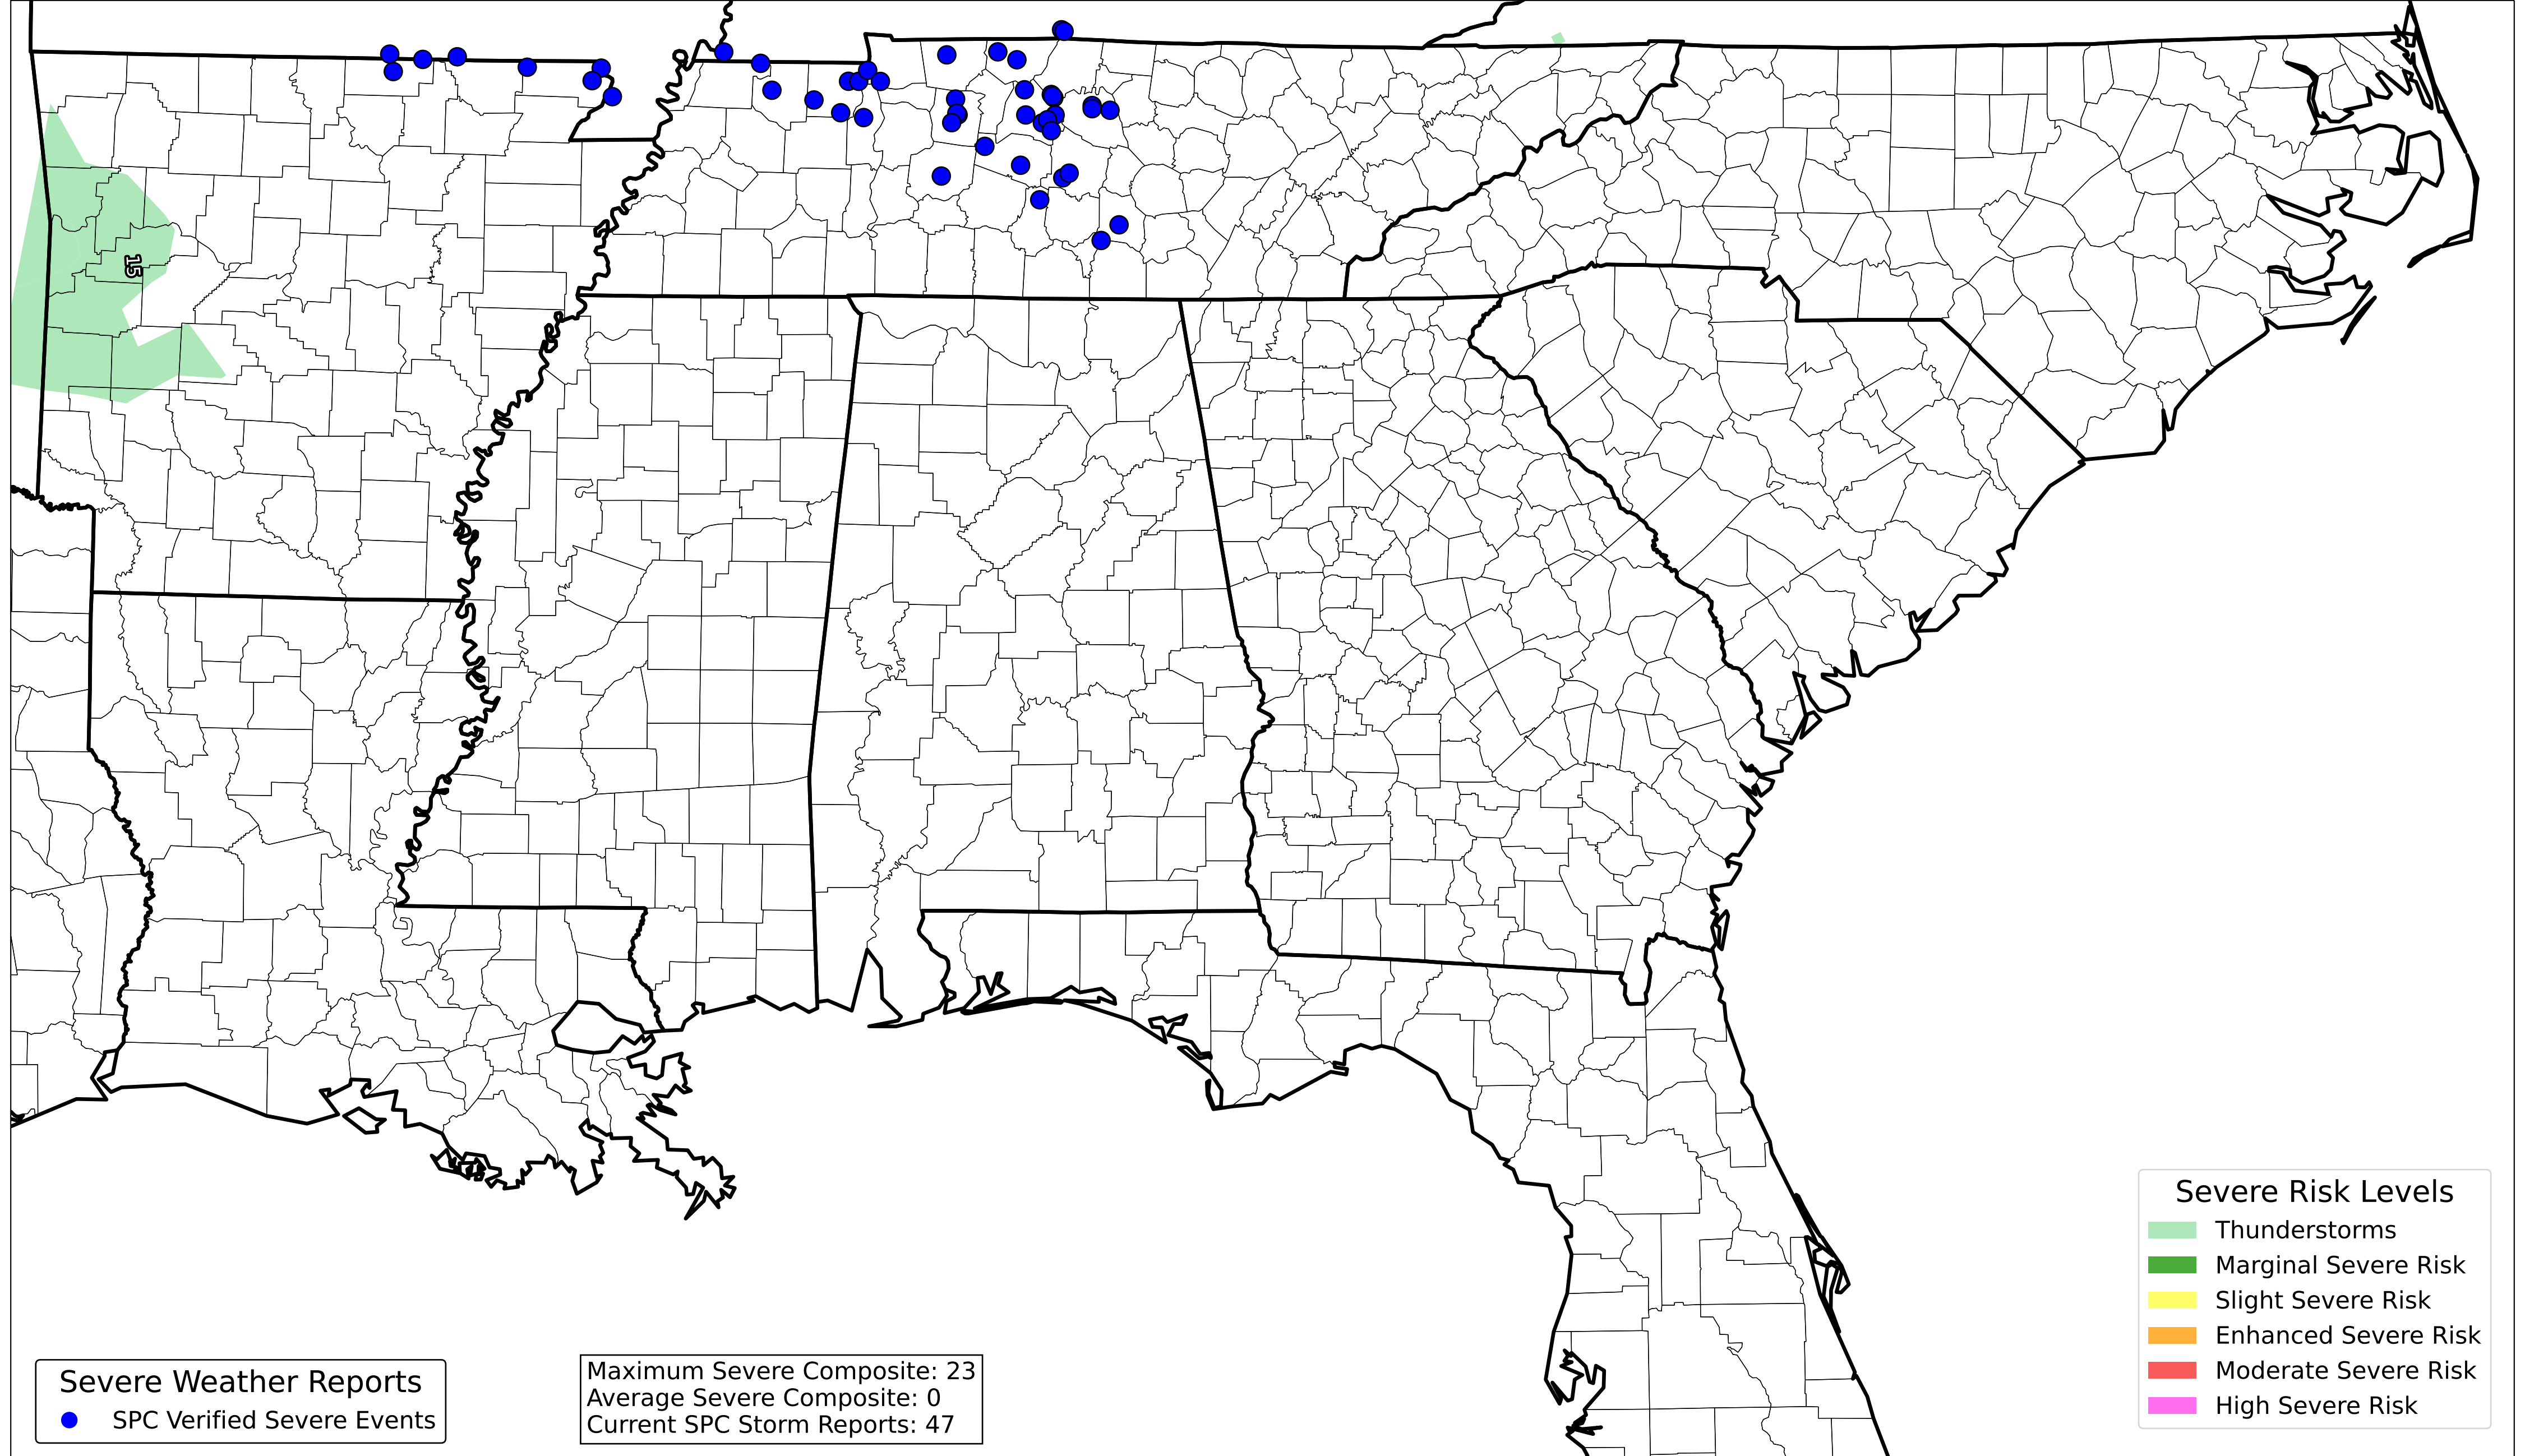 15
Severe Weather Reports
SPC Verified Severe Events
Maximum Severe Composite: 23
Average Severe Composite: 0
Current SPC Storm Reports: 47
Severe Risk Levels
Thunderstorms
Marginal Severe Risk
Slight Severe Risk
Enhanced Severe Risk
Moderate Severe Risk
High Severe Risk